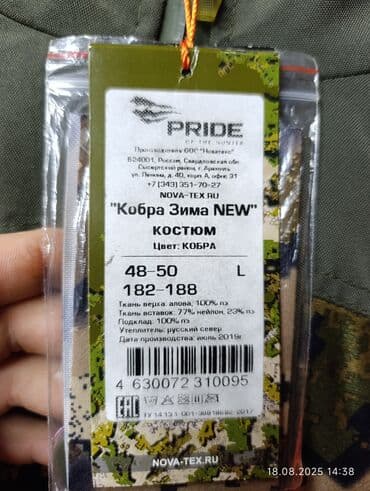 PRIDE
OF THE HUNTER
Производитель ООО "Новатекс"
624001, Россия, Свердловская обл.
Сысертский район, г. Арамиль
ул. Ленина, д. 40, корп. А, офис 31
+7 (343) 351-70-27
NOVA-TEX.RU
"Кобра Зима NEW"
костюм
Цвет: КОБРА
48-50 L
182-188
Ткань верха: алова, 100% пэ
Ткань вставок: 77% нейлон, 23% пэ
Подклад: 100% пэ
Утеплитель: русский север
Дата производства: июль 2019г
4 630072 310095
EAC
NOVA-TEX.RU
18.08.2025 14:38